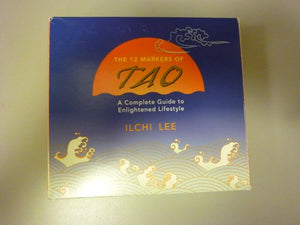 THE 12 MARKERS OF
TAO
A Complete Guide to
Enlightened Lifestyle
ILCHI LEE